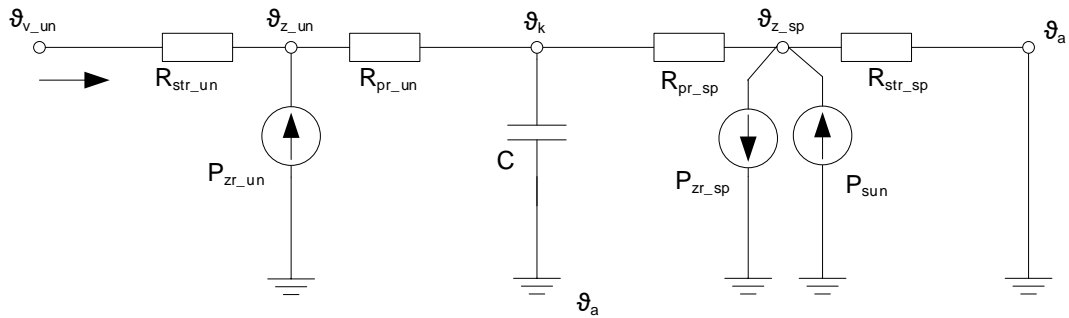 ϑv_un
ϑz_un
ϑk
ϑz_sp
ϑa
Rstr_un
Rpr_un
Rpr_sp
Rstr_sp
Pzr_un
C
Pzr_sp
Psun
ϑa